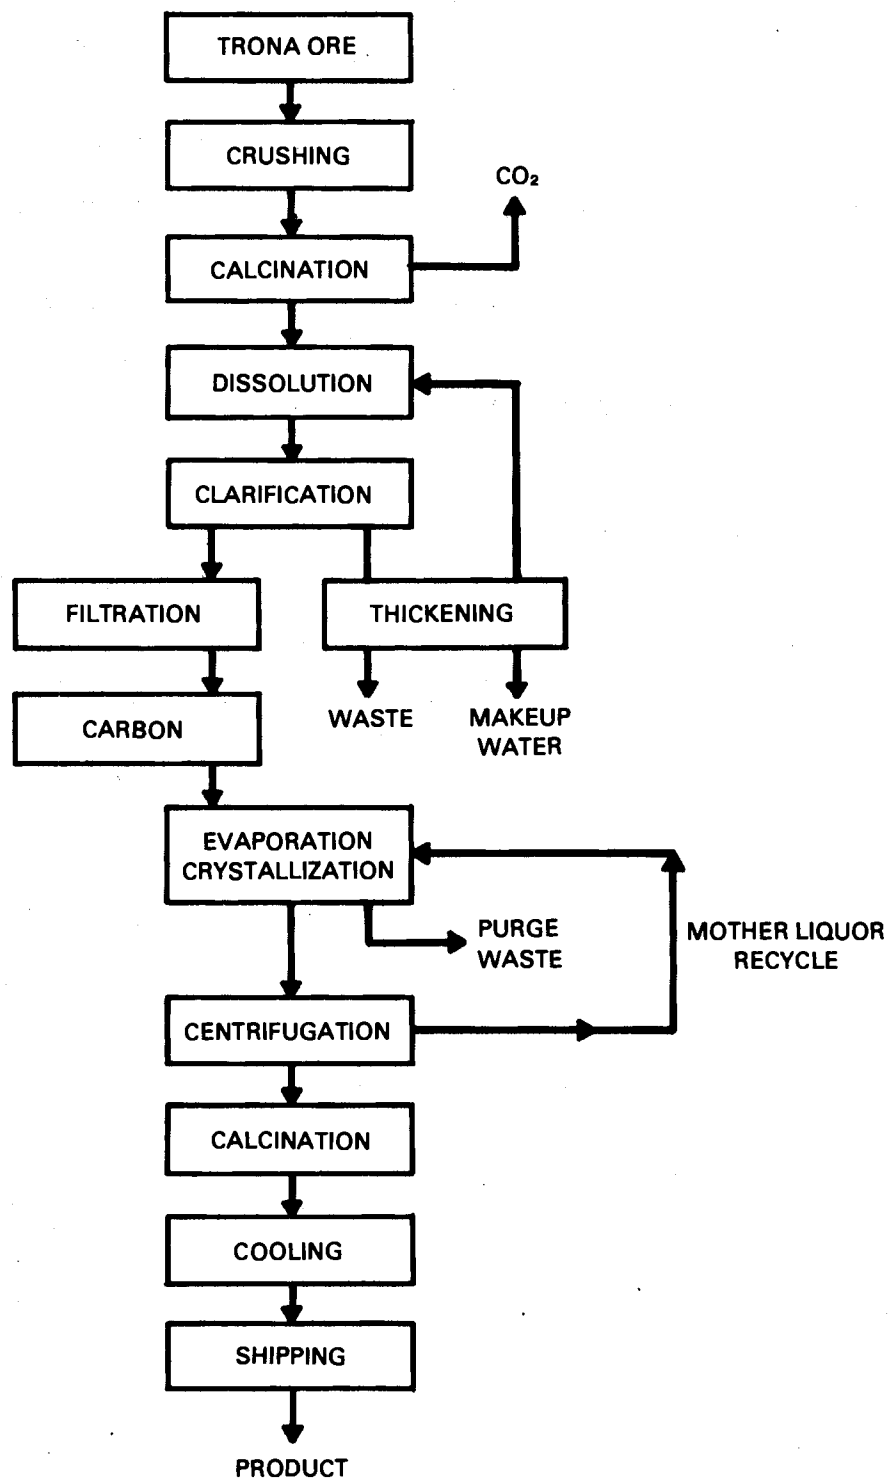 TRONA ORE
CRUSHING
CO₂
CALCINATION
DISSOLUTION
CLARIFICATION
FILTRATION
THICKENING
WASTE
MAKEUP
WATER
CARBON
EVAPORATION
CRYSTALLIZATION
PURGE
WASTE
MOTHER LIQUOR
RECYCLE
CENTRIFUGATION
CALCINATION
COOLING
SHIPPING
PRODUCT